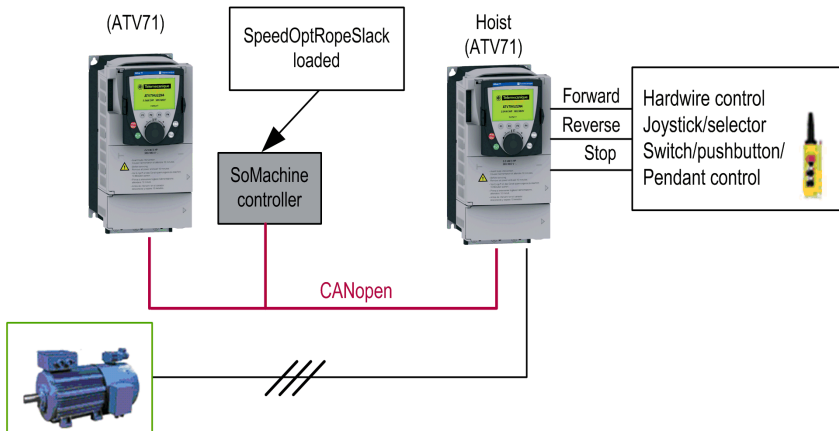 (ATV71)
SpeedOptRopeSlack
loaded
Hoist
(ATV71)
Forward
Reverse
Stop
Hardwire control
Joystick/selector
Switch/pushbutton/
Pendant control
SoMachine
controller
CANopen